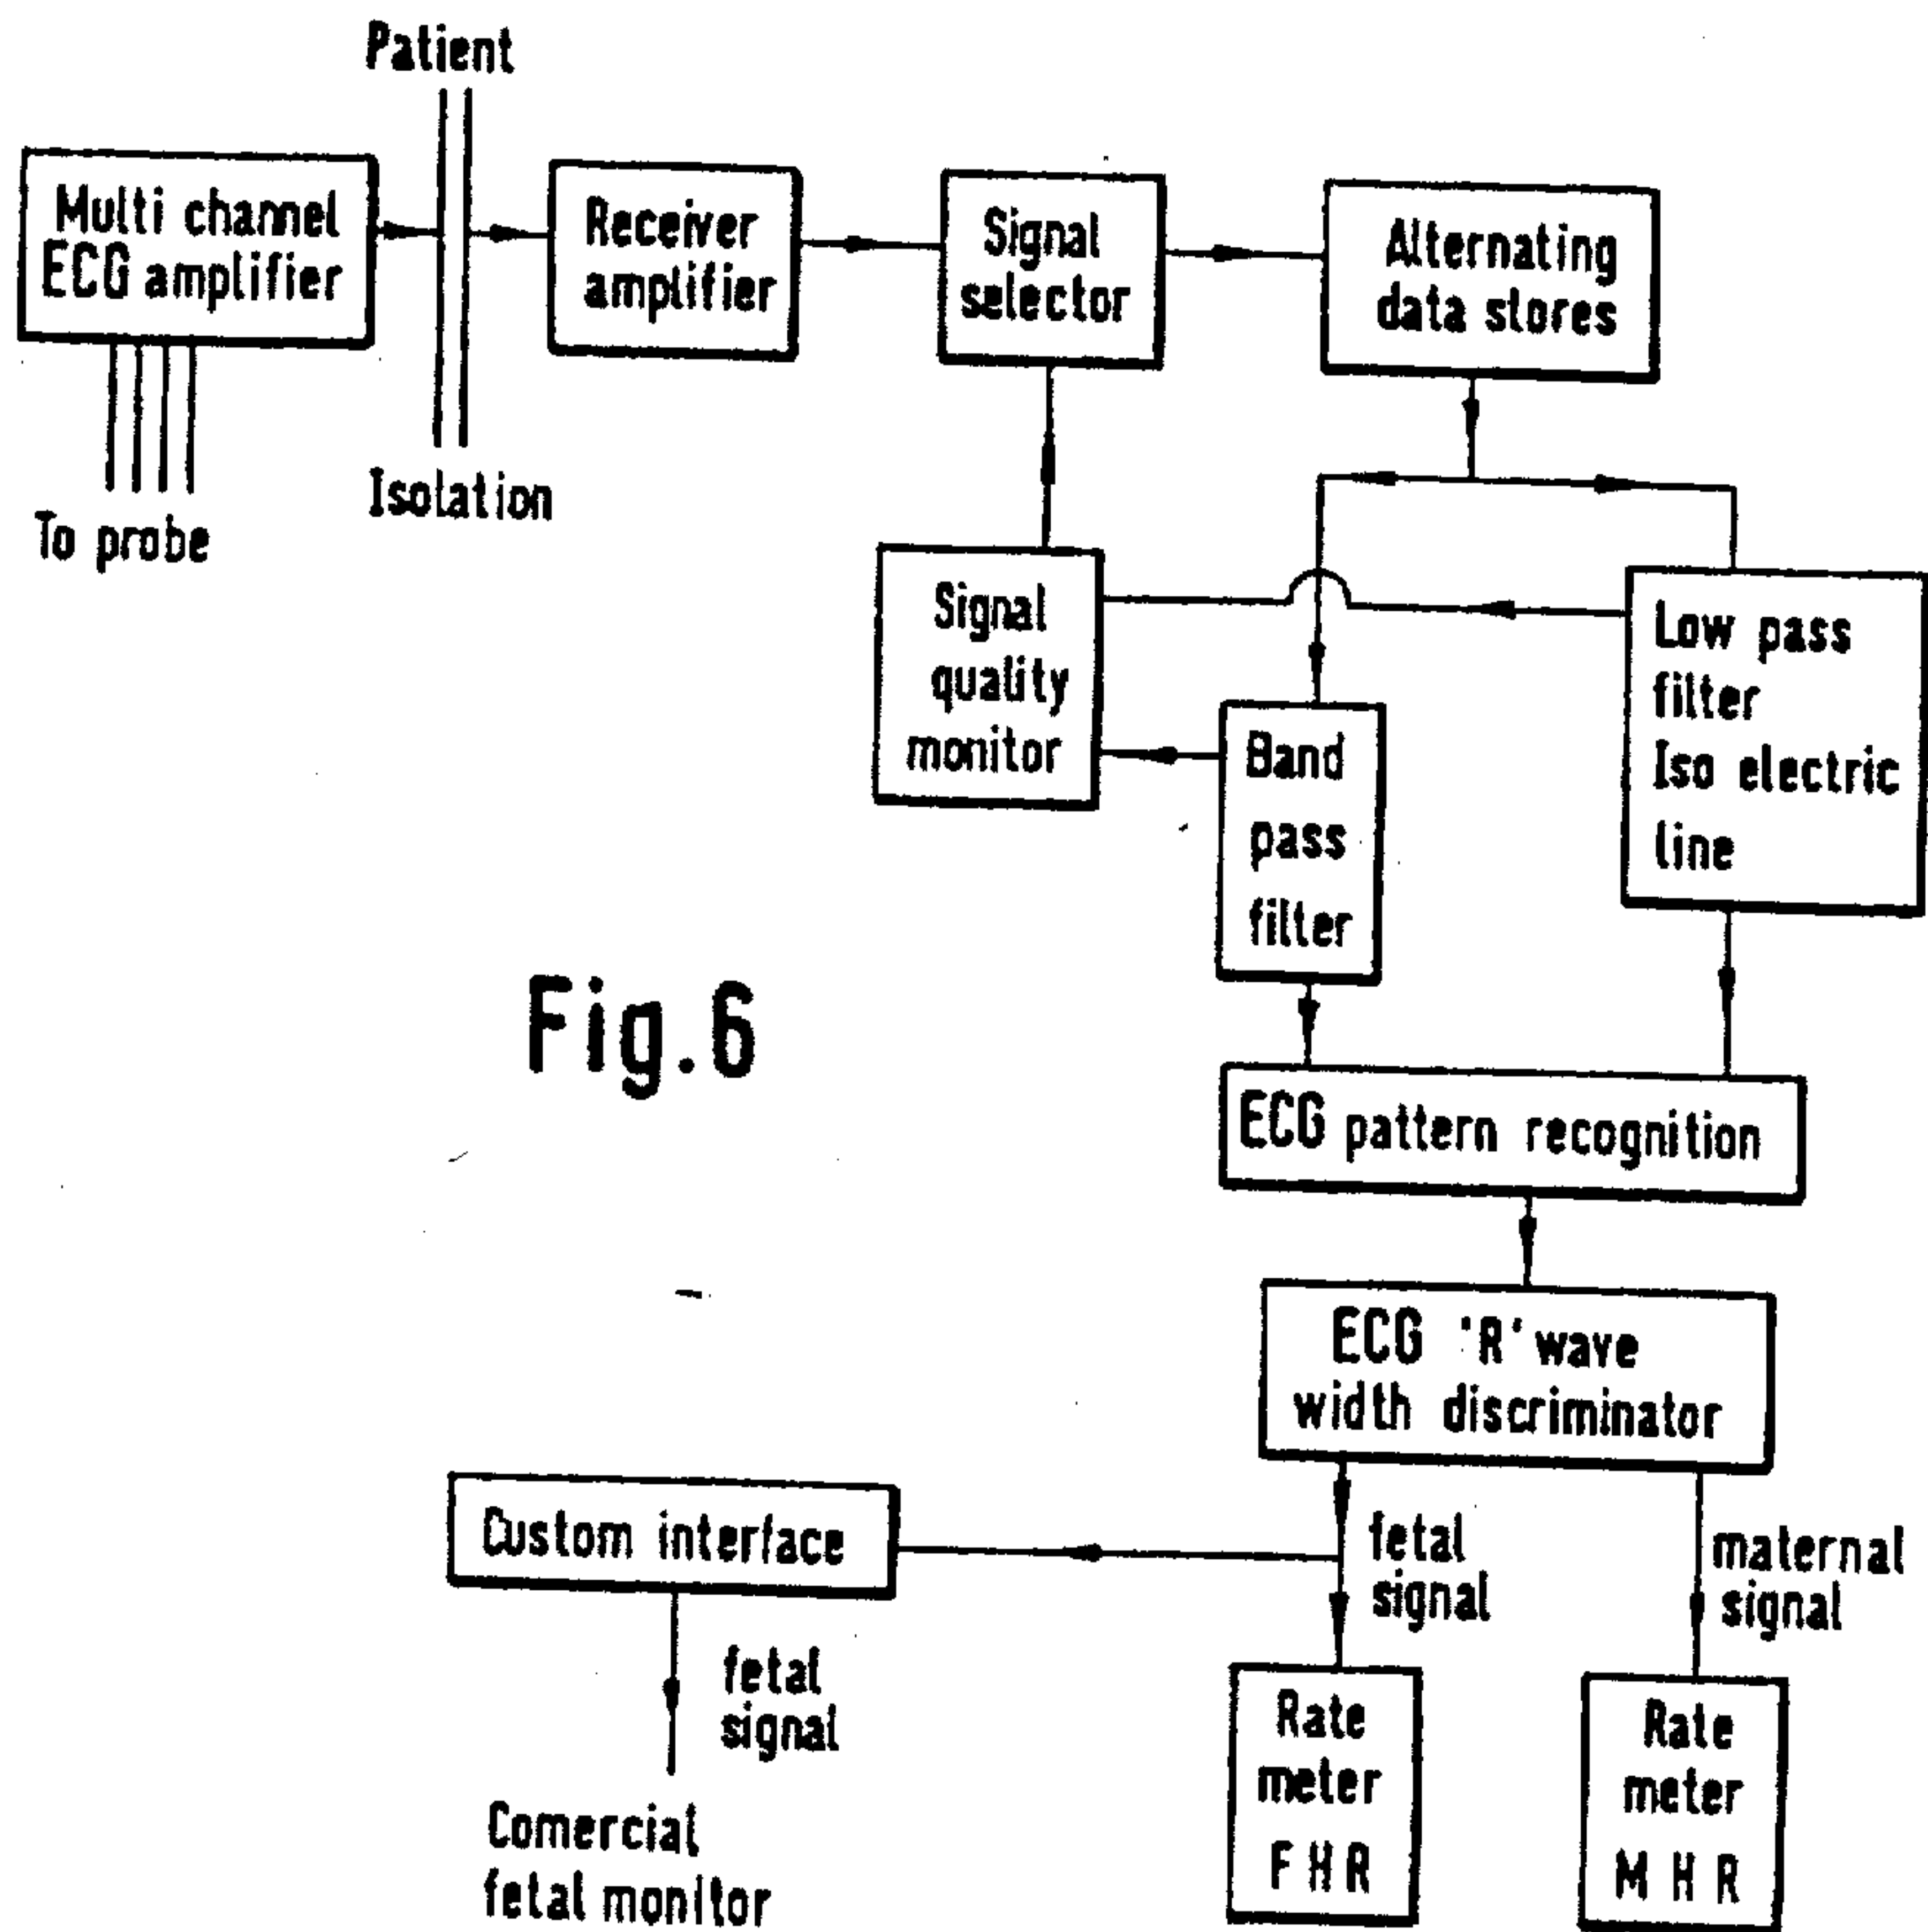 Patient
Multi channel
ECG amplifier
Receiver
amplifier
Signal
selector
Alternating
data stores
To probe
Isolation
Signal
quality
monitor
Band
pass
filter
Low pass
filter
Iso electric
line
Fig.6
ECG pattern recognition
ECG 'R' wave
width discriminator
Custom interface
fetal
signal
maternal
signal
fetal
signal
Rate
meter
F H R
Rate
meter
M H R
Comercial
fetal monitor